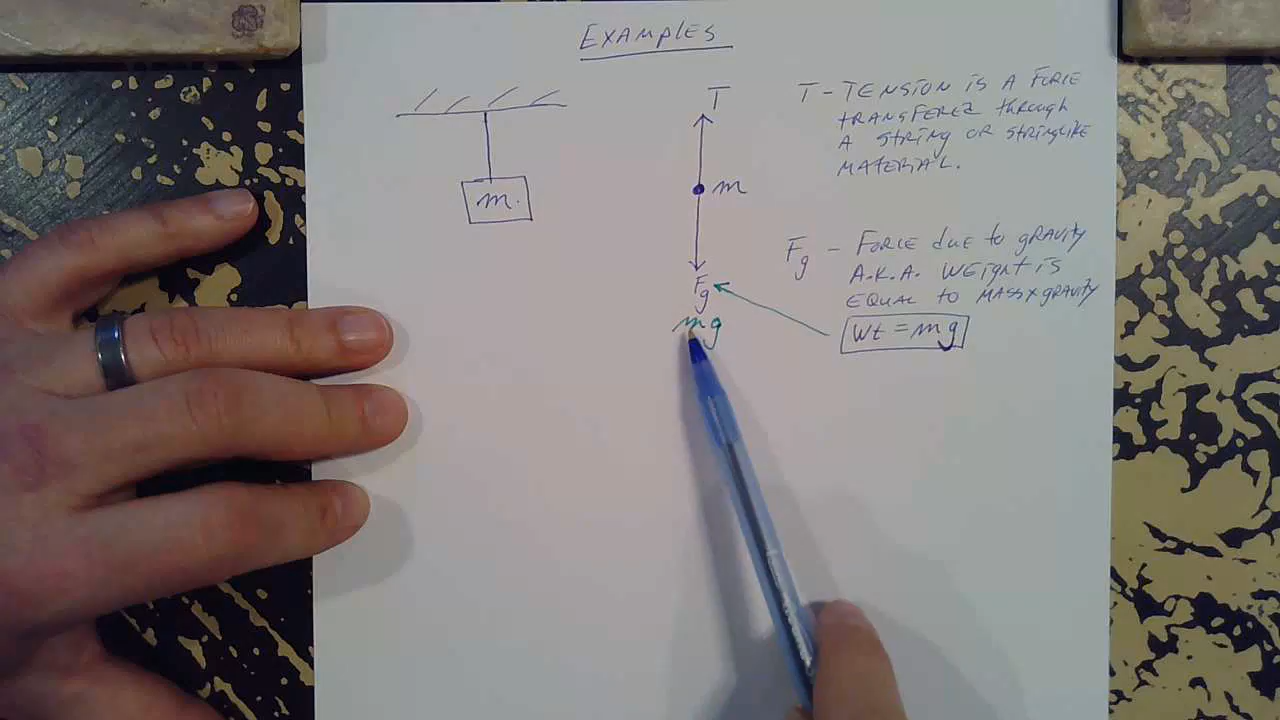 EXAMPLES
T
m.
m
Fg
mg
T - TENSION is A FORCE
TRANSFERED through
A STRING OR STRINGLIKE
MATERIAL.
Fg - FORCE due to gravity
A.K.A. WEIGHT is
EQUAL to MASS x gravity
wt = mg